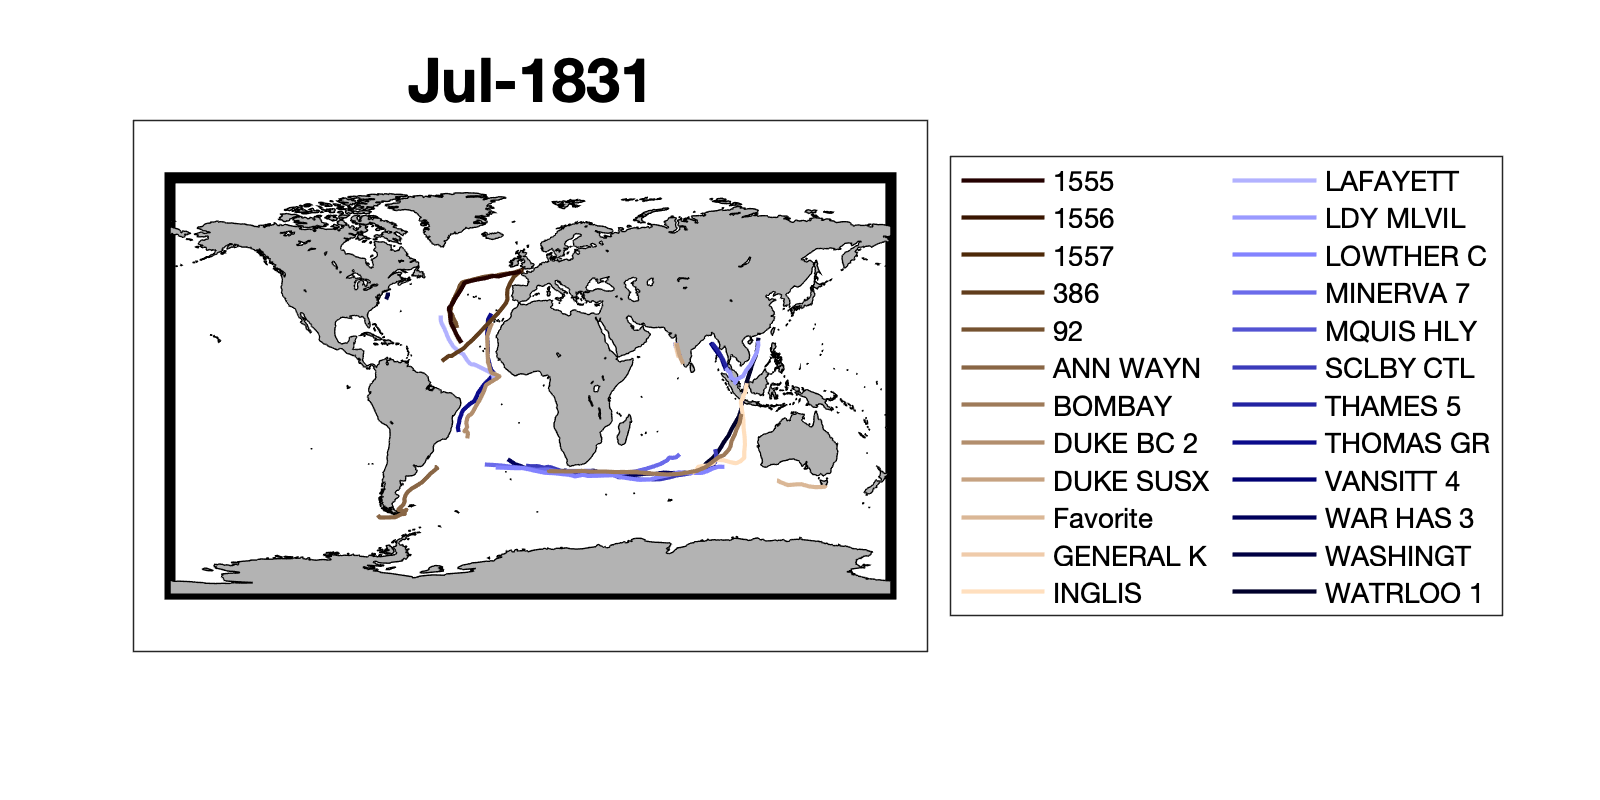 Jul-1831
1555
1556
1557
386
92
ANN WAYN
BOMBAY
DUKE BC 2
DUKE SUSX
Favorite
GENERAL K
INGLIS
LAFAYETT
LDY MLVIL
LOWTHER C
MINERVA 7
MQUIS HLY
SCLBY CTL
THAMES 5
THOMAS GR
VANSITT 4
WAR HAS 3
WASHINGT
WATRLOO 1